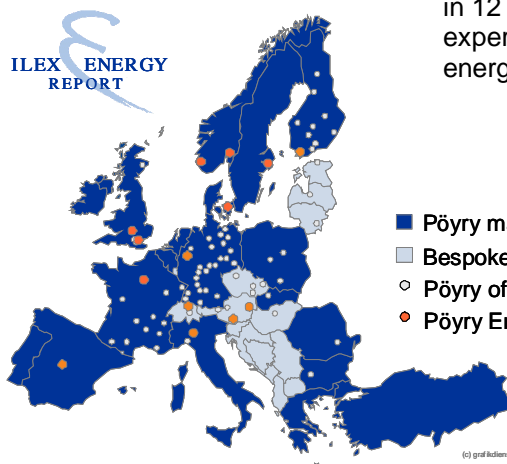 in 12
exper
energ
ILEX ENERGY
REPORT
Pöyry m
Bespoke
Pöyry of
Pöyry En
(c) grafikdien